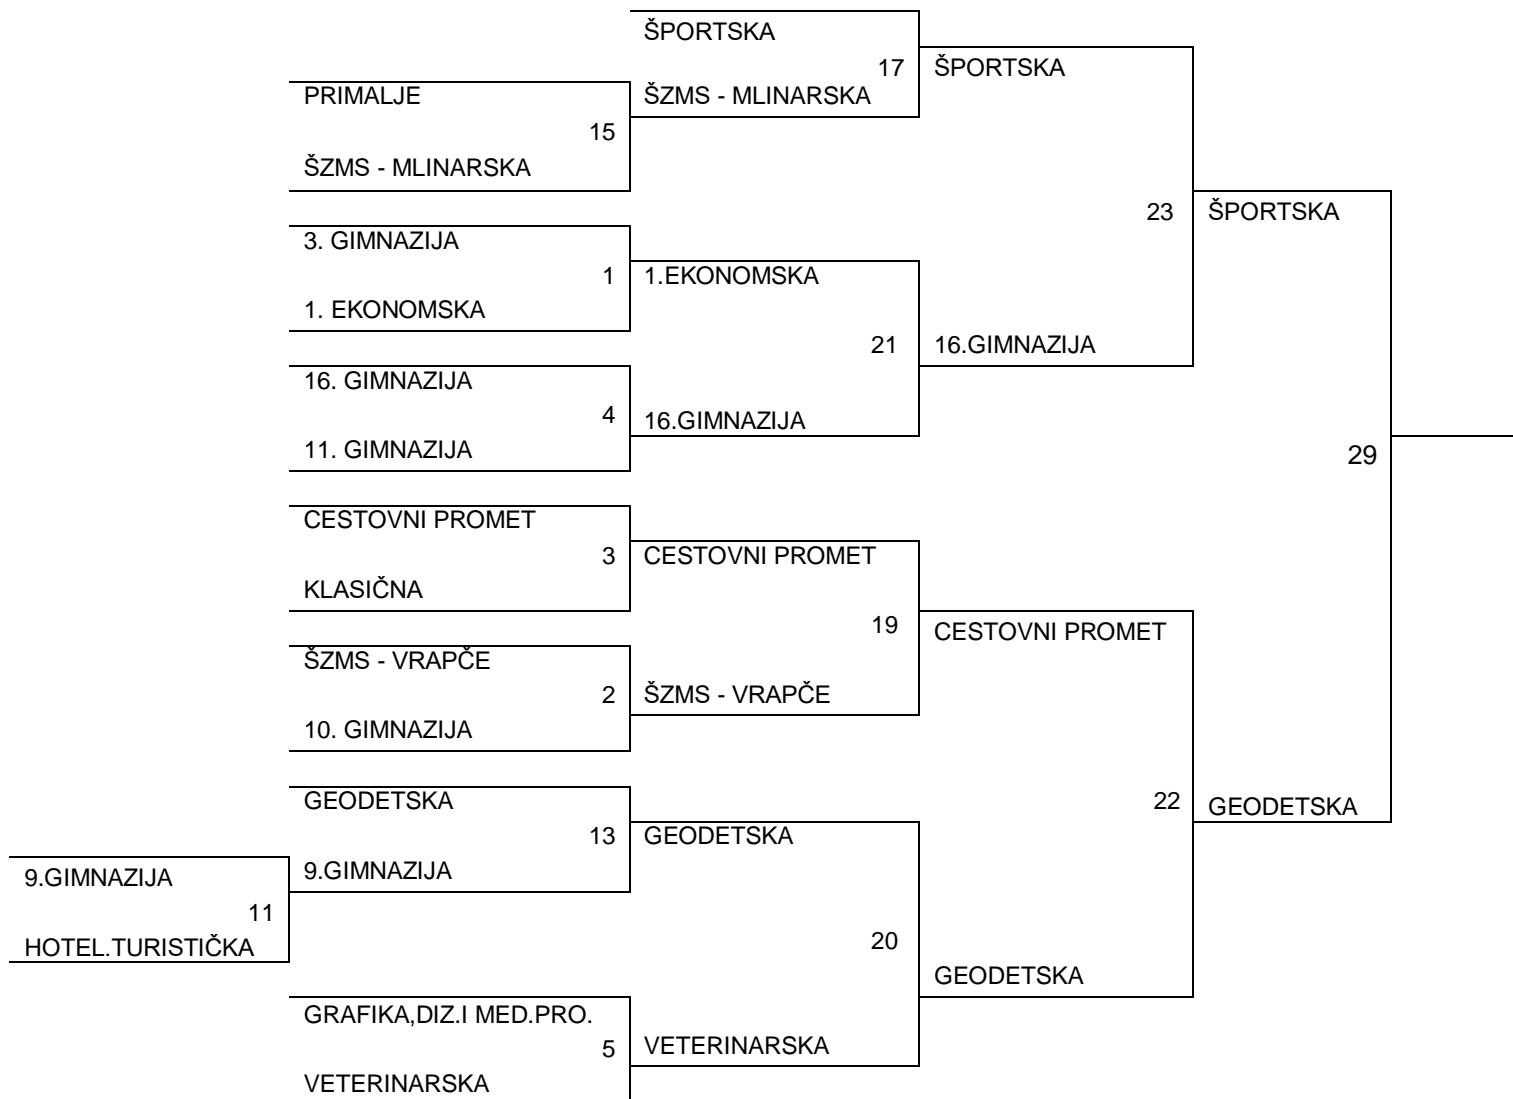 ŠPORTSKA
17 ŠPORTSKA
PRIMALJE ŠZMS - MLINARSKA
15
ŠZMS - MLINARSKA
23 ŠPORTSKA
3. GIMNAZIJA
1 1.EKONOMSKA
1. EKONOMSKA
21 16.GIMNAZIJA
16. GIMNAZIJA
4 16.GIMNAZIJA
11. GIMNAZIJA
29
CESTOVNI PROMET
3 CESTOVNI PROMET
KLASIČNA
19 CESTOVNI PROMET
ŠZMS - VRAPČE
2 ŠZMS - VRAPČE
10. GIMNAZIJA
GEODETSKA 22 GEODETSKA
13 GEODETSKA
9.GIMNAZIJA 9.GIMNAZIJA
11
HOTEL.TURISTIČKA 20
GEODETSKA
GRAFIKA,DIZ.I MED.PRO.
5 VETERINARSKA
VETERINARSKA